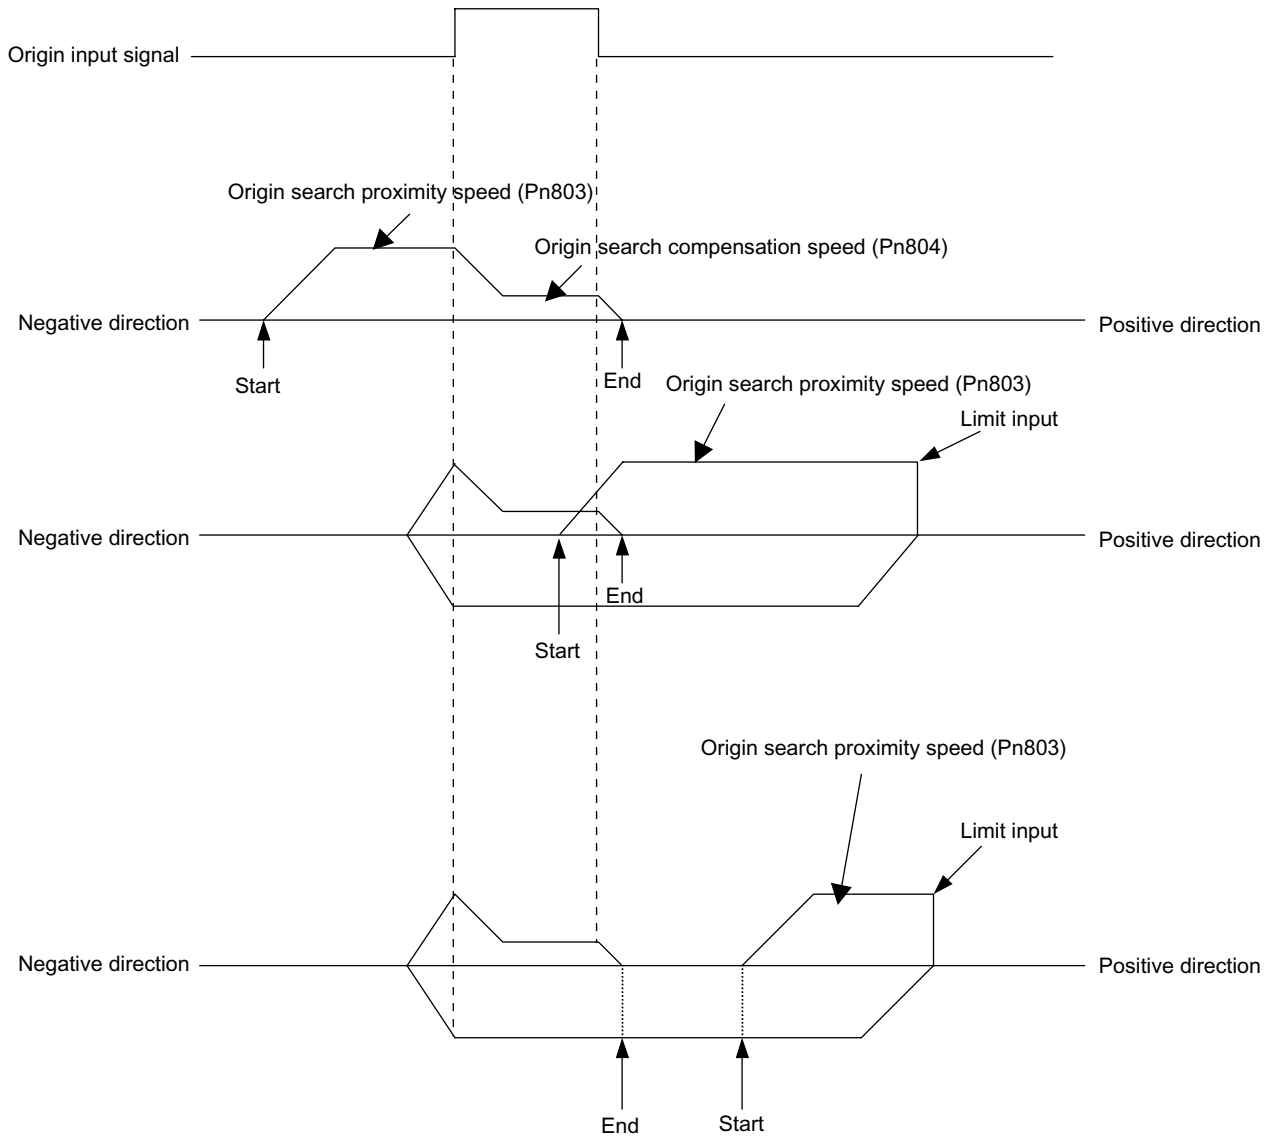 Origin input signal
Origin search proximity speed (Pn803)
Origin search compensation speed (Pn804)
Negative direction
Positive direction
Start
End
Origin search proximity speed (Pn803)
Limit input
Negative direction
Positive direction
End
Start
Origin search proximity speed (Pn803)
Limit input
Negative direction
Positive direction
End
Start